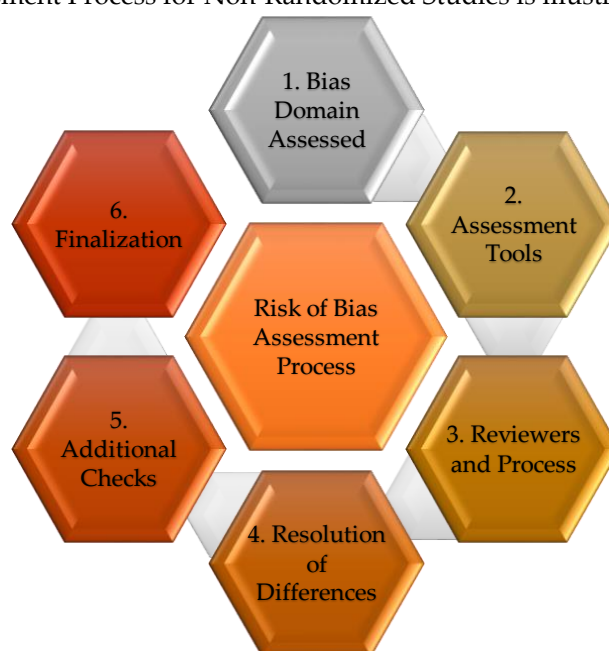 ment Process for Non-Randomized Studies is illustr
1. Bias
Domain
Assessed
2.
Assessment
Tools
3. Reviewers
and Process
4. Resolution
of
Differences
5.
Additional
Checks
6.
Finalization
Risk of Bias
Assessment
Process